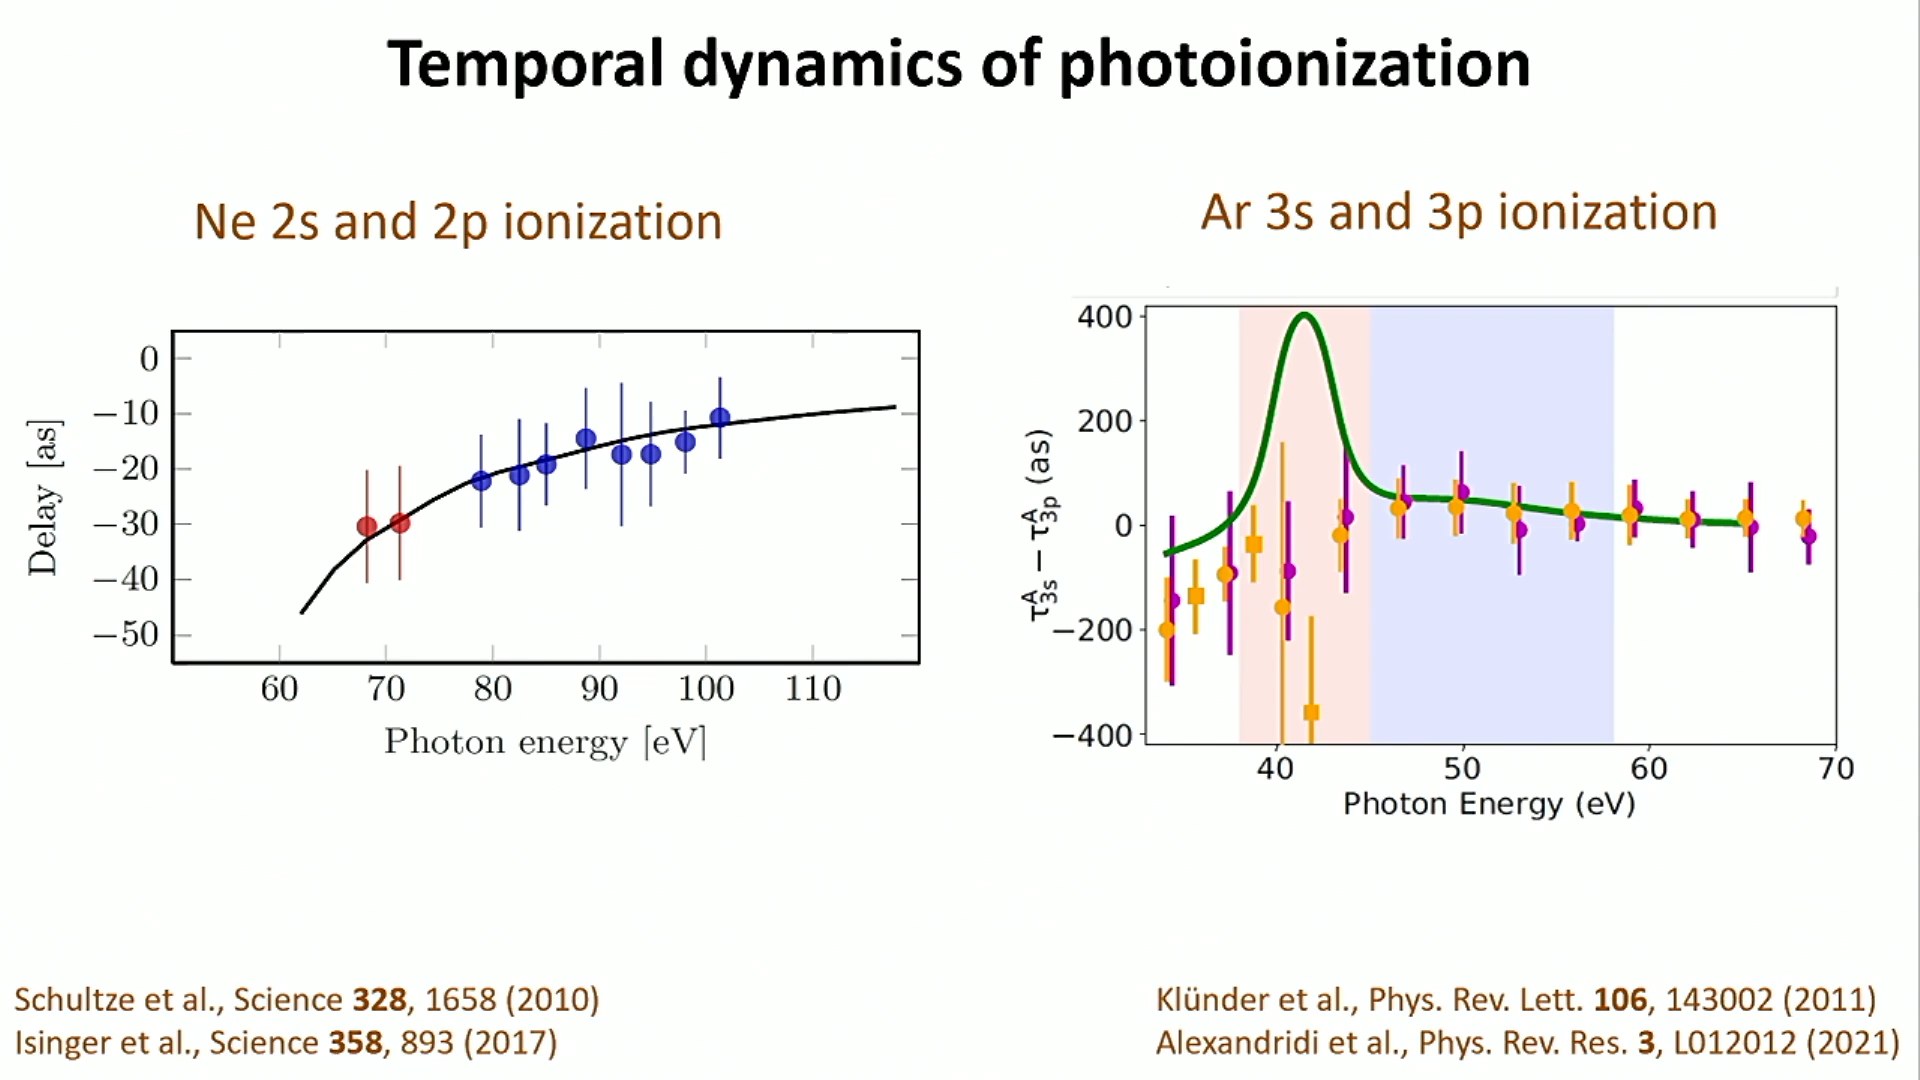 Temporal dynamics of photoionization
Ne 2s and 2p ionization
Delay [as]
0
−10
−20
−30
−40
−50
60 70 80 90 100 110
Photon energy [eV]
Ar 3s and 3p ionization
τ^A_3s − τ^A_3p (as)
400
200
0
−200
−400
40 50 60 70
Photon Energy (eV)
Schultze et al., Science 328, 1658 (2010)
Isinger et al., Science 358, 893 (2017)
Klünder et al., Phys. Rev. Lett. 106, 143002 (2011)
Alexandridi et al., Phys. Rev. Res. 3, L012012 (2021)